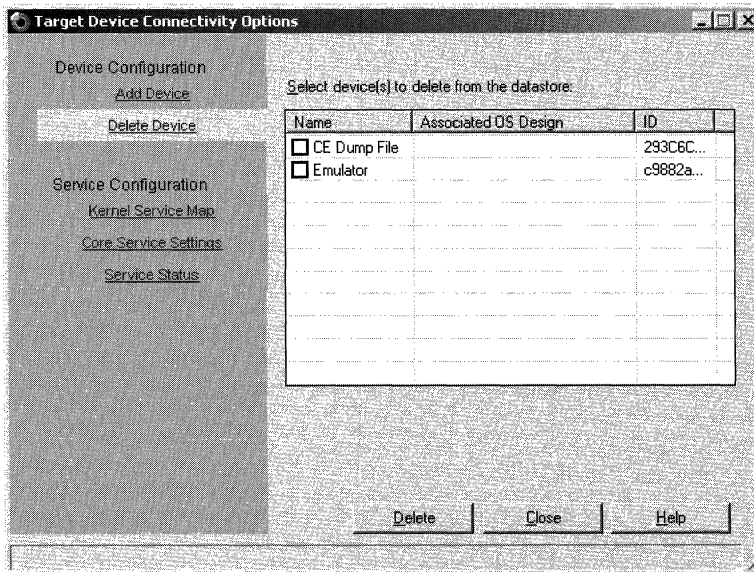 Target Device Connectivity Options
Device Configuration
Add Device
Delete Device
Service Configuration
Kernel Service Map
Core Service Settings
Service Status
Select device(s) to delete from the datastore:
Name Associated OS Design ID
CE Dump File 293C6C...
Emulator c9882a...
Delete Close Help